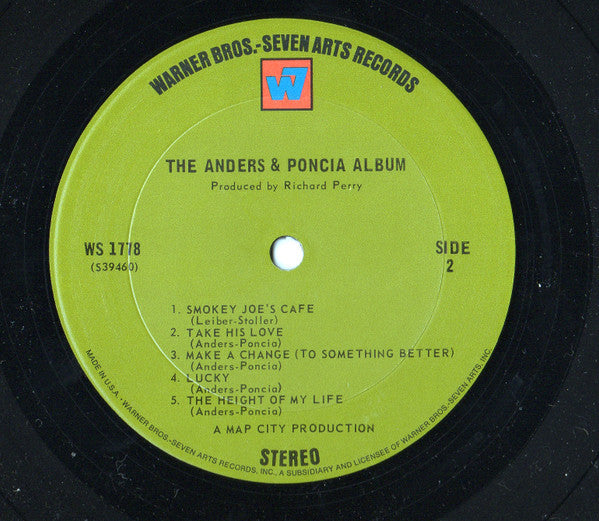 WARNER BROS.-SEVEN ARTS RECORDS
W7
THE ANDERS & PONCIA ALBUM
Produced by Richard Perry
WS 1778
(S39460)
SIDE
2
1. SMOKEY JOE'S CAFE
(Leiber-Stoller)
2. TAKE HIS LOVE
(Anders-Poncia)
3. MAKE A CHANGE (TO SOMETHING BETTER)
(Anders-Poncia)
4. LUCKY
(Anders-Poncia)
5. THE HEIGHT OF MY LIFE
(Anders-Poncia)
A MAP CITY PRODUCTION
STEREO
MADE IN U.S.A. - WARNER BROS.-SEVEN ARTS RECORDS, INC., A SUBSIDIARY AND LICENSEE OF WARNER BROS.-SEVEN ARTS, INC.